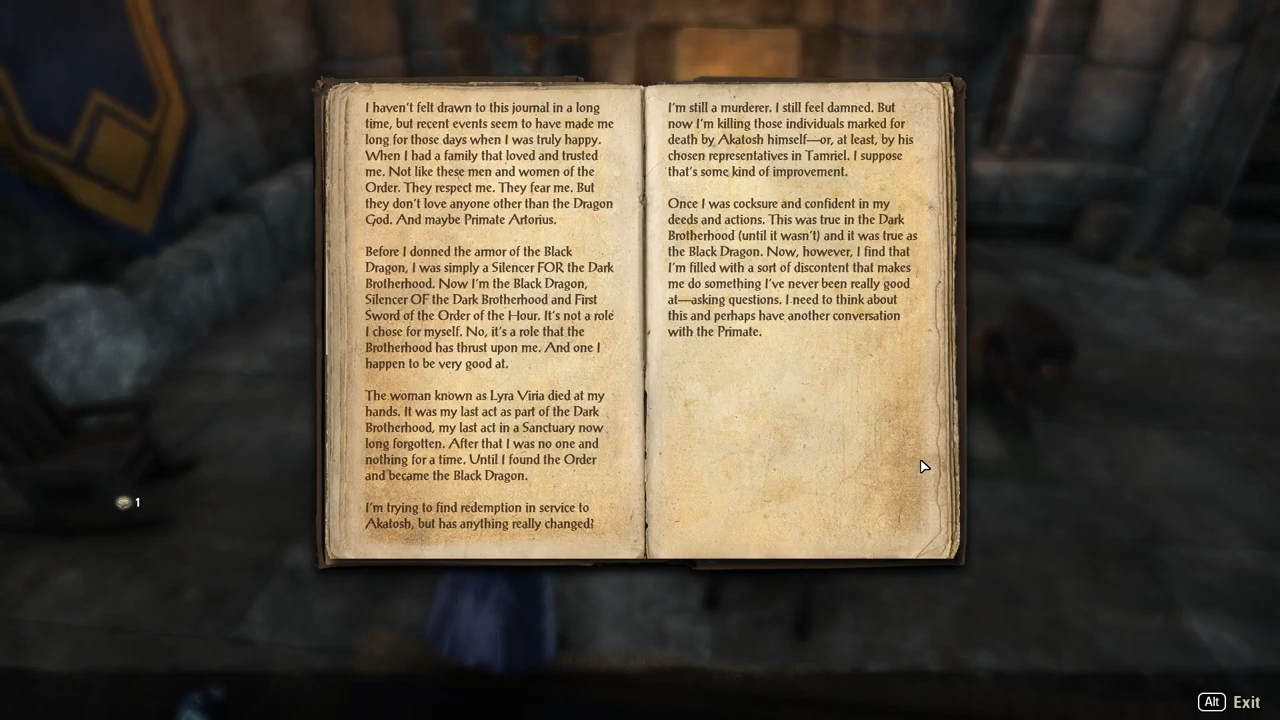 I haven't felt drawn to this journal in a long
time, but recent events seem to have made me
long for those days when I was truly happy.
When I had a family that loved and trusted
me. Not like these men and women of the
Order. They respect me. They fear me. But
they don't love anyone other than the Dragon
God. And maybe Primate Artorius.
Before I donned the armor of the Black
Dragon, I was simply a Silencer FOR the Dark
Brotherhood. Now I'm the Black Dragon,
Silencer OF the Dark Brotherhood and First
Sword of the Order of the Hour. It's not a role
I chose for myself. No, it's a role that the
Brotherhood has thrust upon me. And one I
happen to be very good at.
The woman known as Lyra Viria died at my
hands. It was my last act as part of the Dark
Brotherhood, my last act in a Sanctuary now
long forgotten. After that I was no one and
nothing for a time. Until I found the Order
and became the Black Dragon.
I'm trying to find redemption in service to
Akatosh, but has anything really changed?
I'm still a murderer. I still feel damned. But
now I'm killing those individuals marked for
death by Akatosh himself—or, at least, by his
chosen representatives in Tamriel. I suppose
that's some kind of improvement.
Once I was cocksure and confident in my
deeds and actions. This was true in the Dark
Brotherhood (until it wasn't) and it was true as
the Black Dragon. Now, however, I find that
I'm filled with a sort of discontent that makes
me do something I've never been really good
at—asking questions. I need to think about
this and perhaps have another conversation
with the Primate.
1
Alt Exit